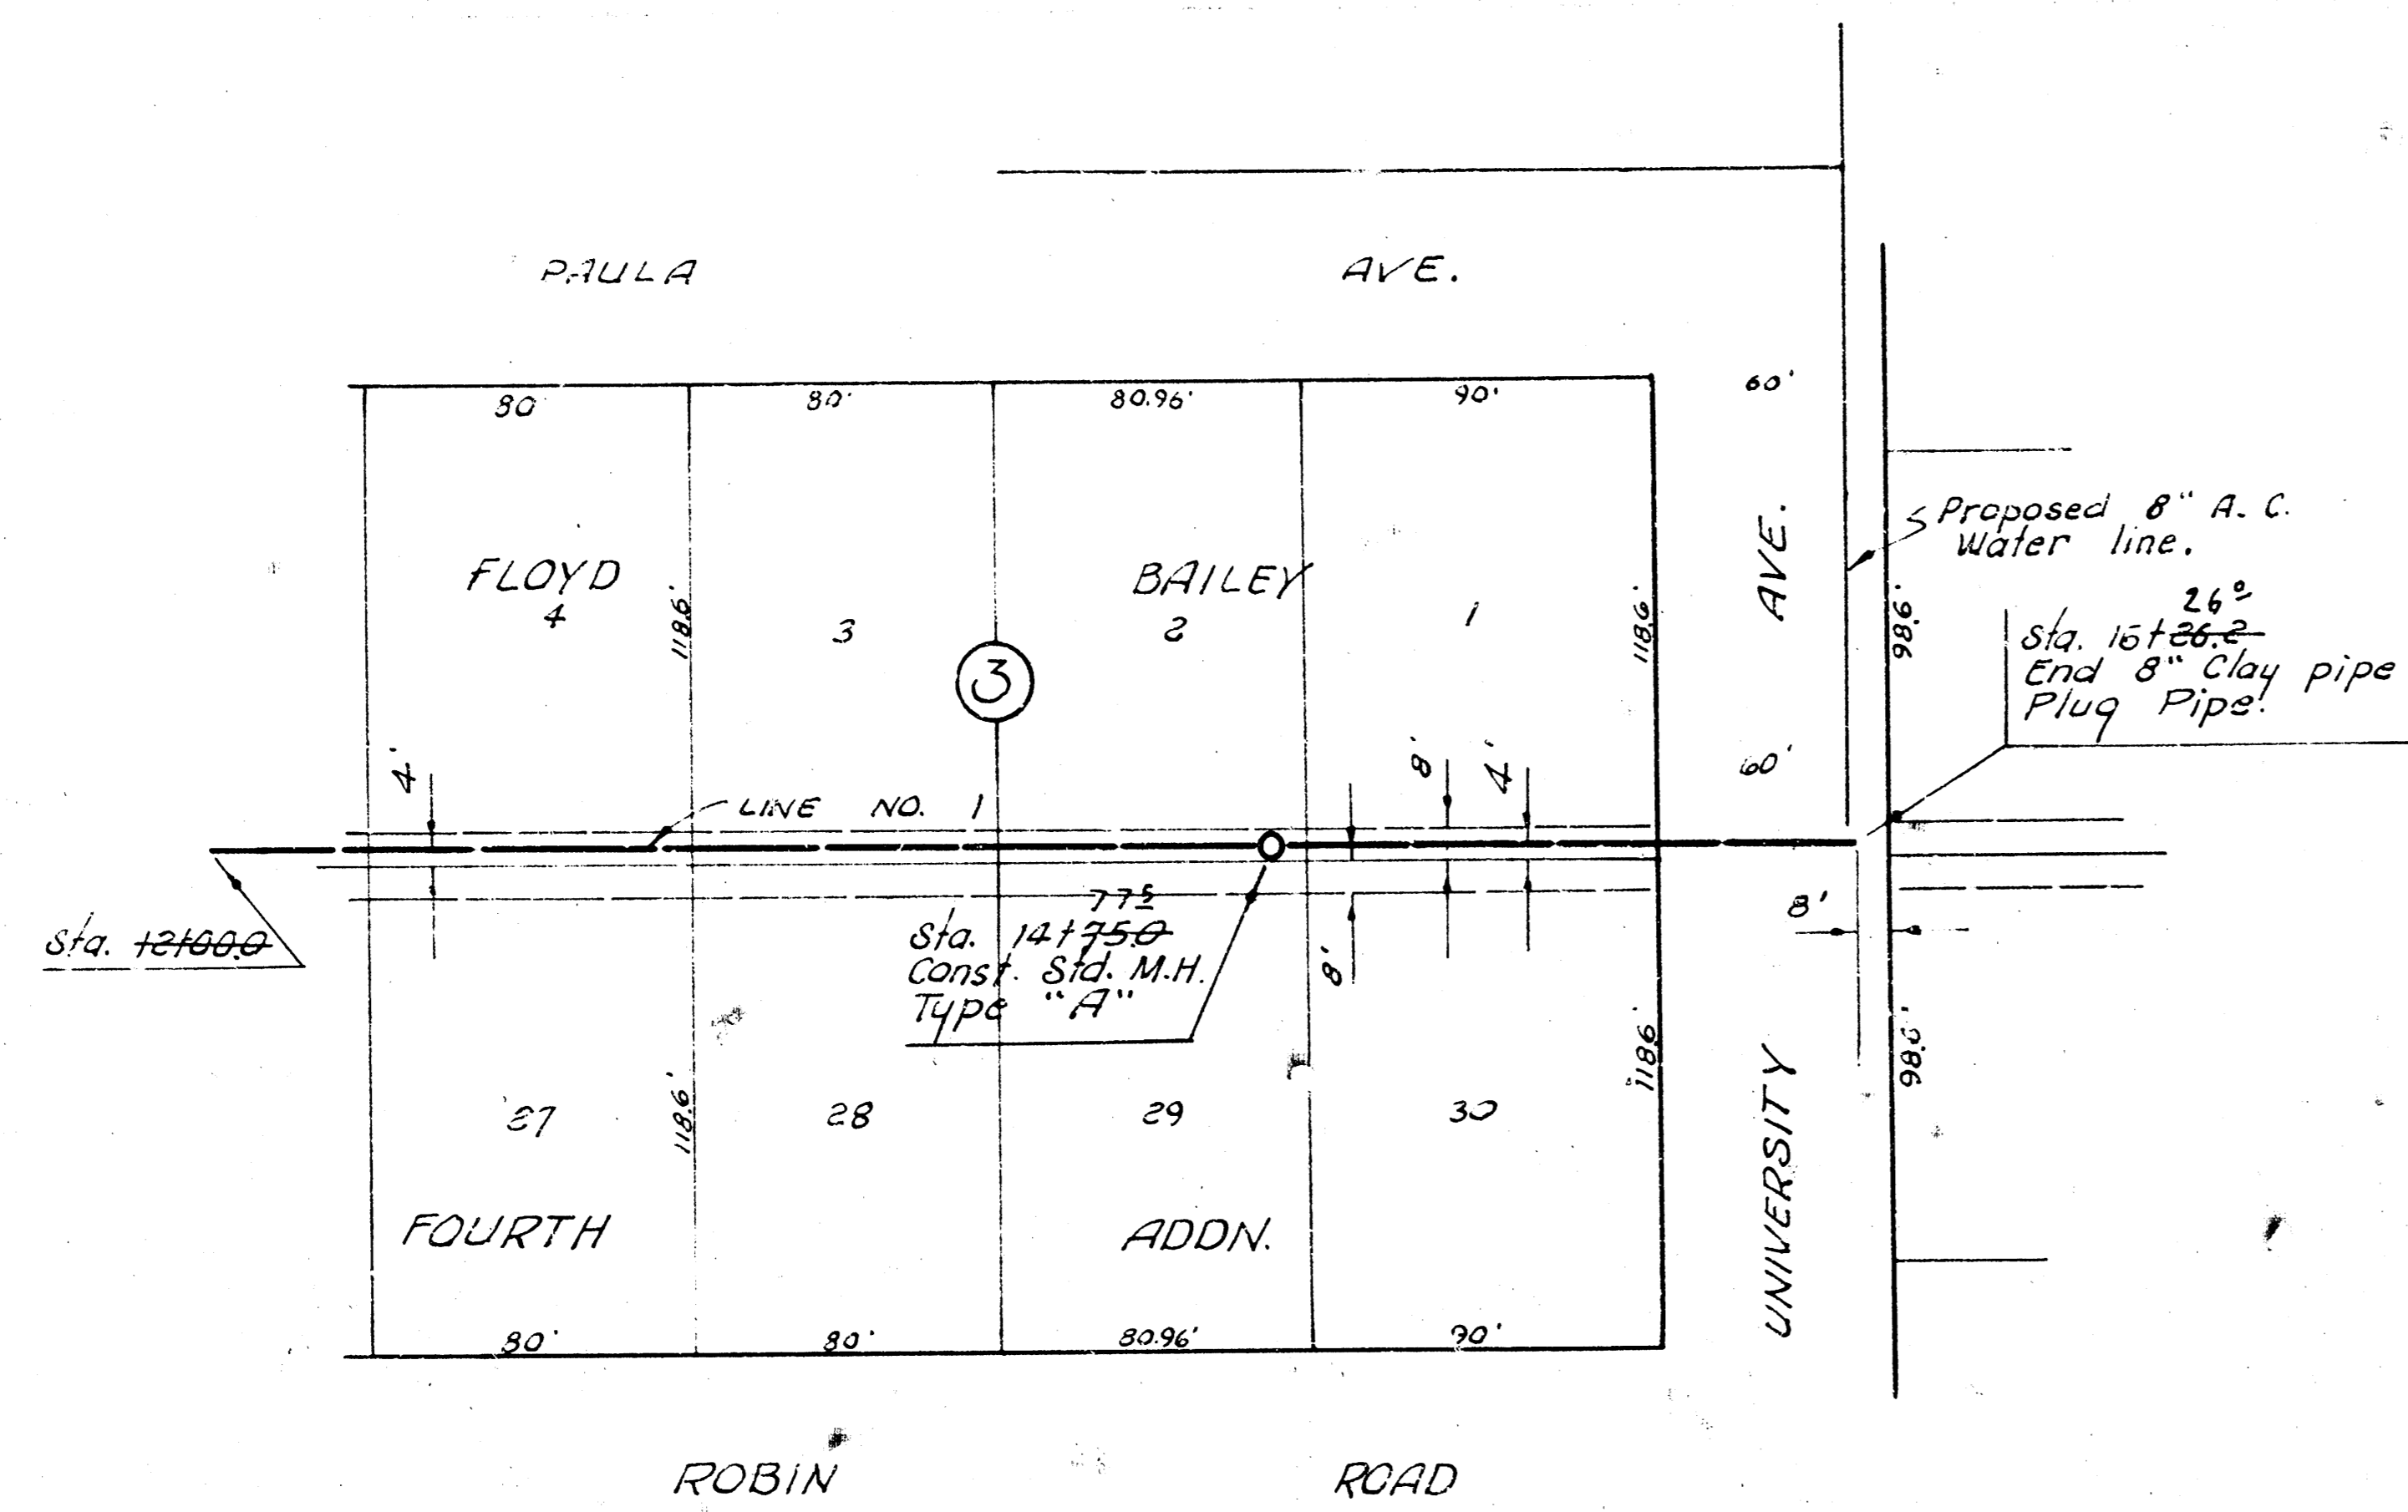 PAULA AVE.
80' 80' 80.96' 90' 60'
FLOYD BAILEY
4 3 2 1
118.6' 118.6'
3
AVE.
Proposed 8" A. C.
Water line.
98.6'
26⁰
Sta. 16+26.2
End 8" Clay pipe
Plug Pipe.
60'
4' 8' 4'
LINE NO. 1
Sta. 12+00.0
77⁵
Sta. 14+75.0
Const. Std. M.H.
Type "A"
8'
8'
118.6' 118.6' 98.6'
27 28 29 30
UNIVERSITY
FOURTH ADDN.
80' 80' 80.96' 90'
ROBIN ROAD